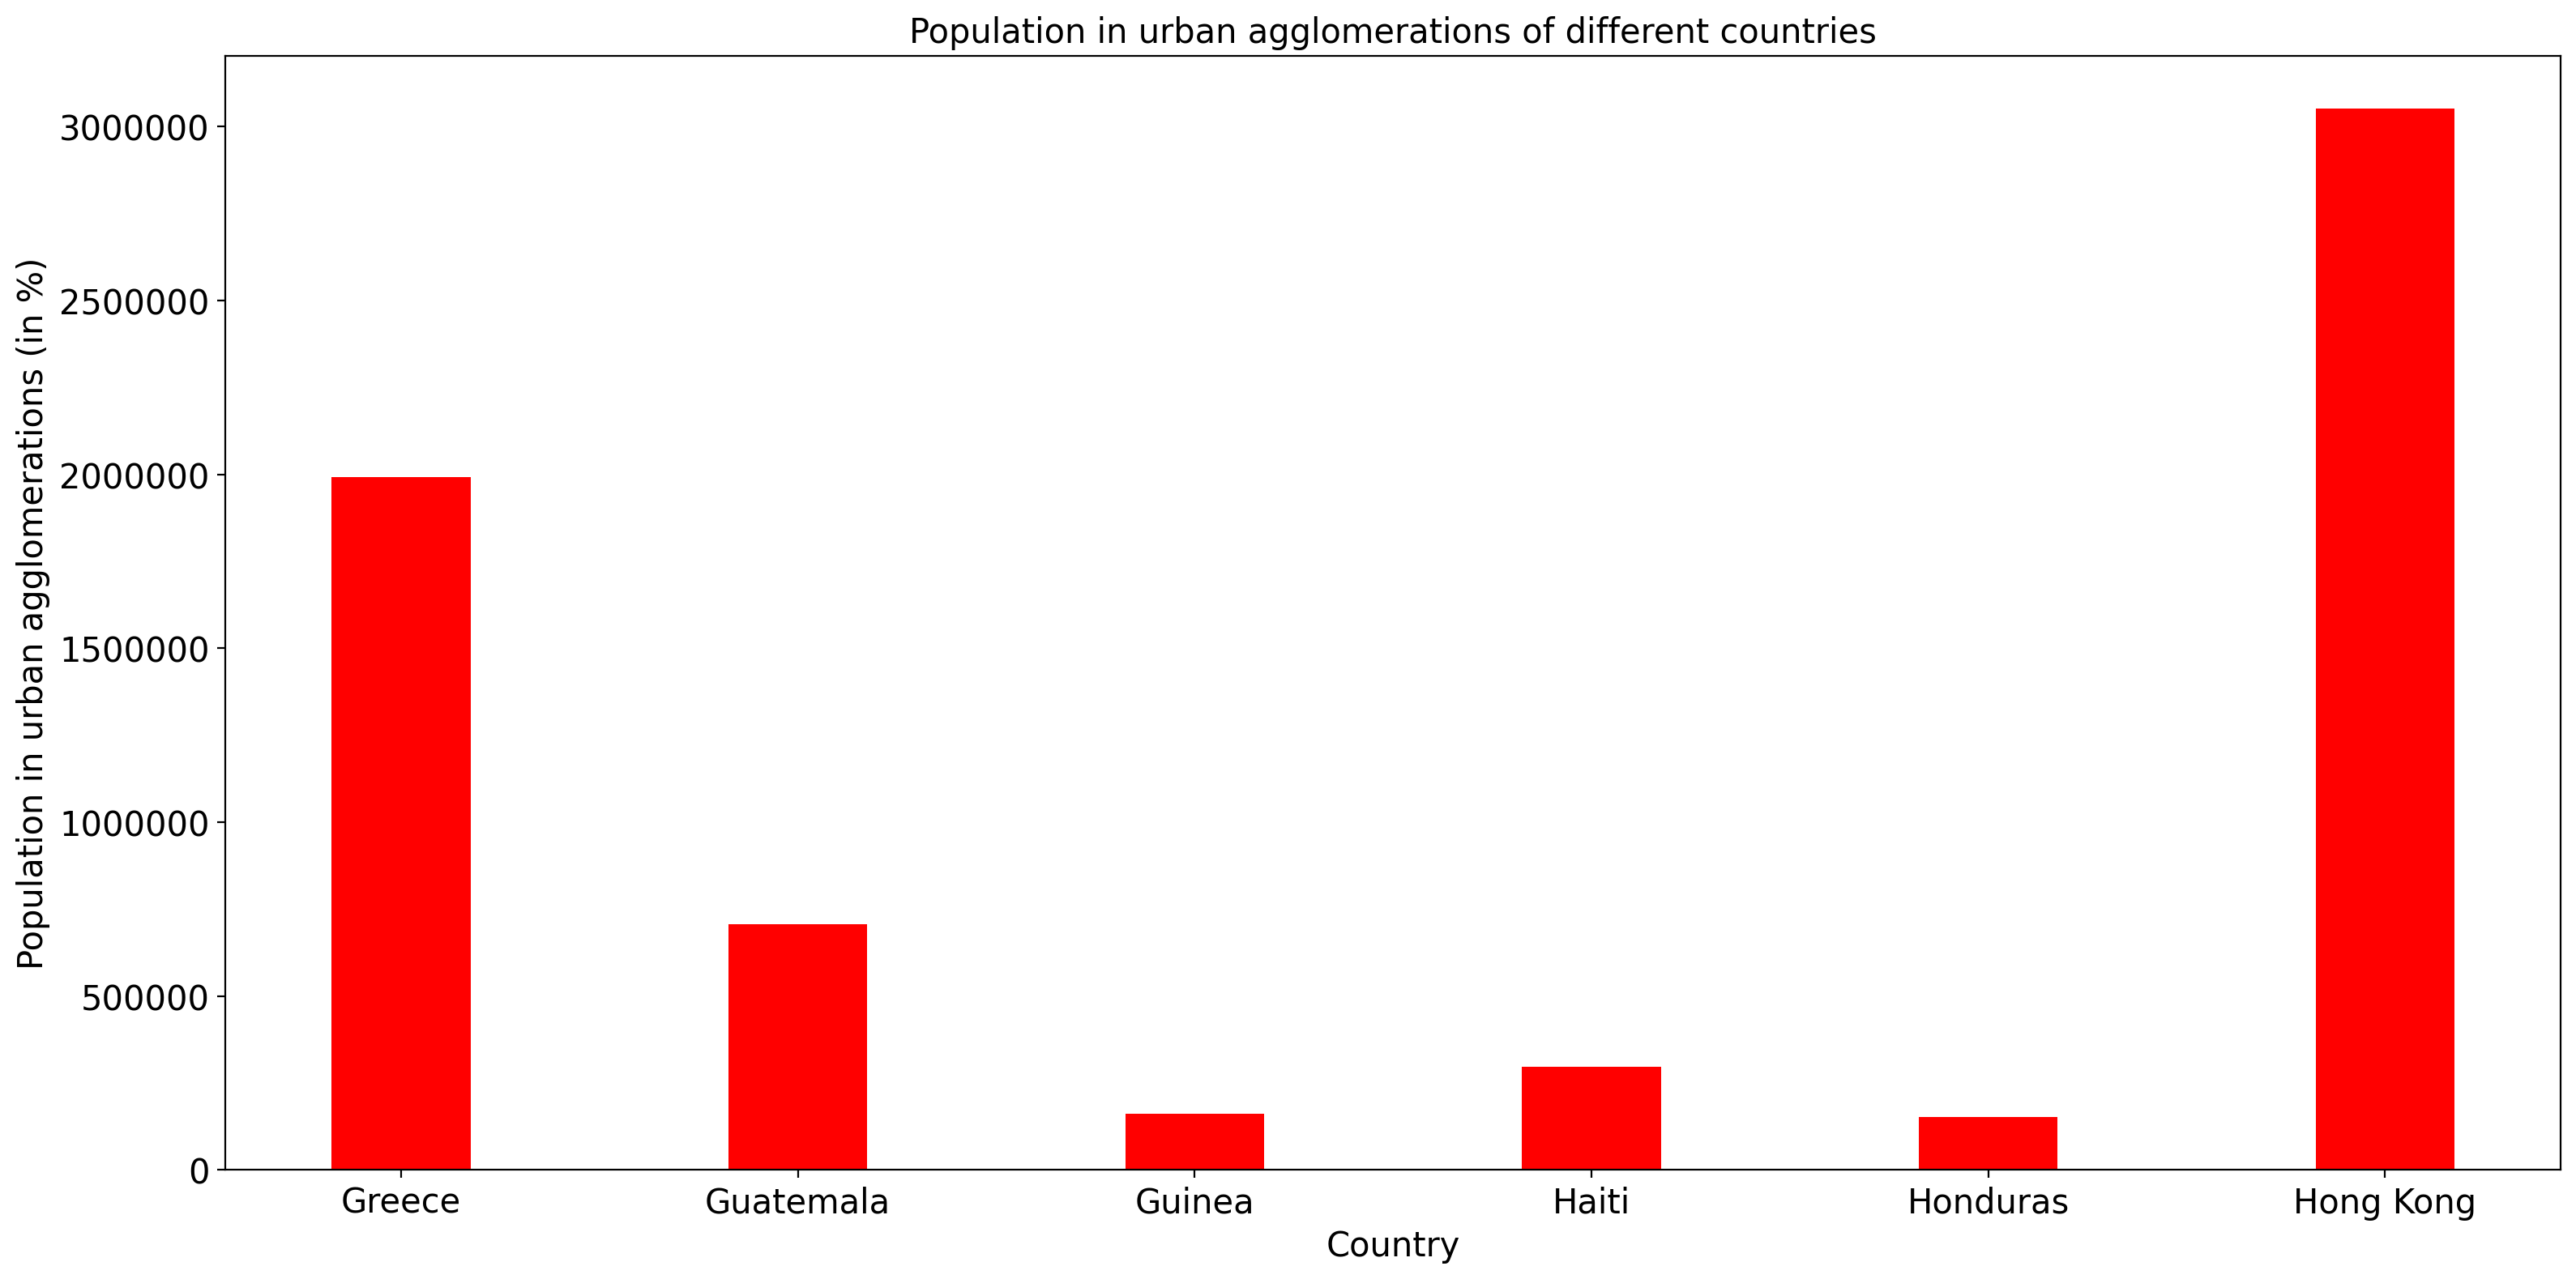 Population in urban agglomerations of different countries
Population in urban agglomerations (in %)
3000000
2500000
2000000
1500000
1000000
500000
0
Greece Guatemala Guinea Haiti Honduras Hong Kong
Country